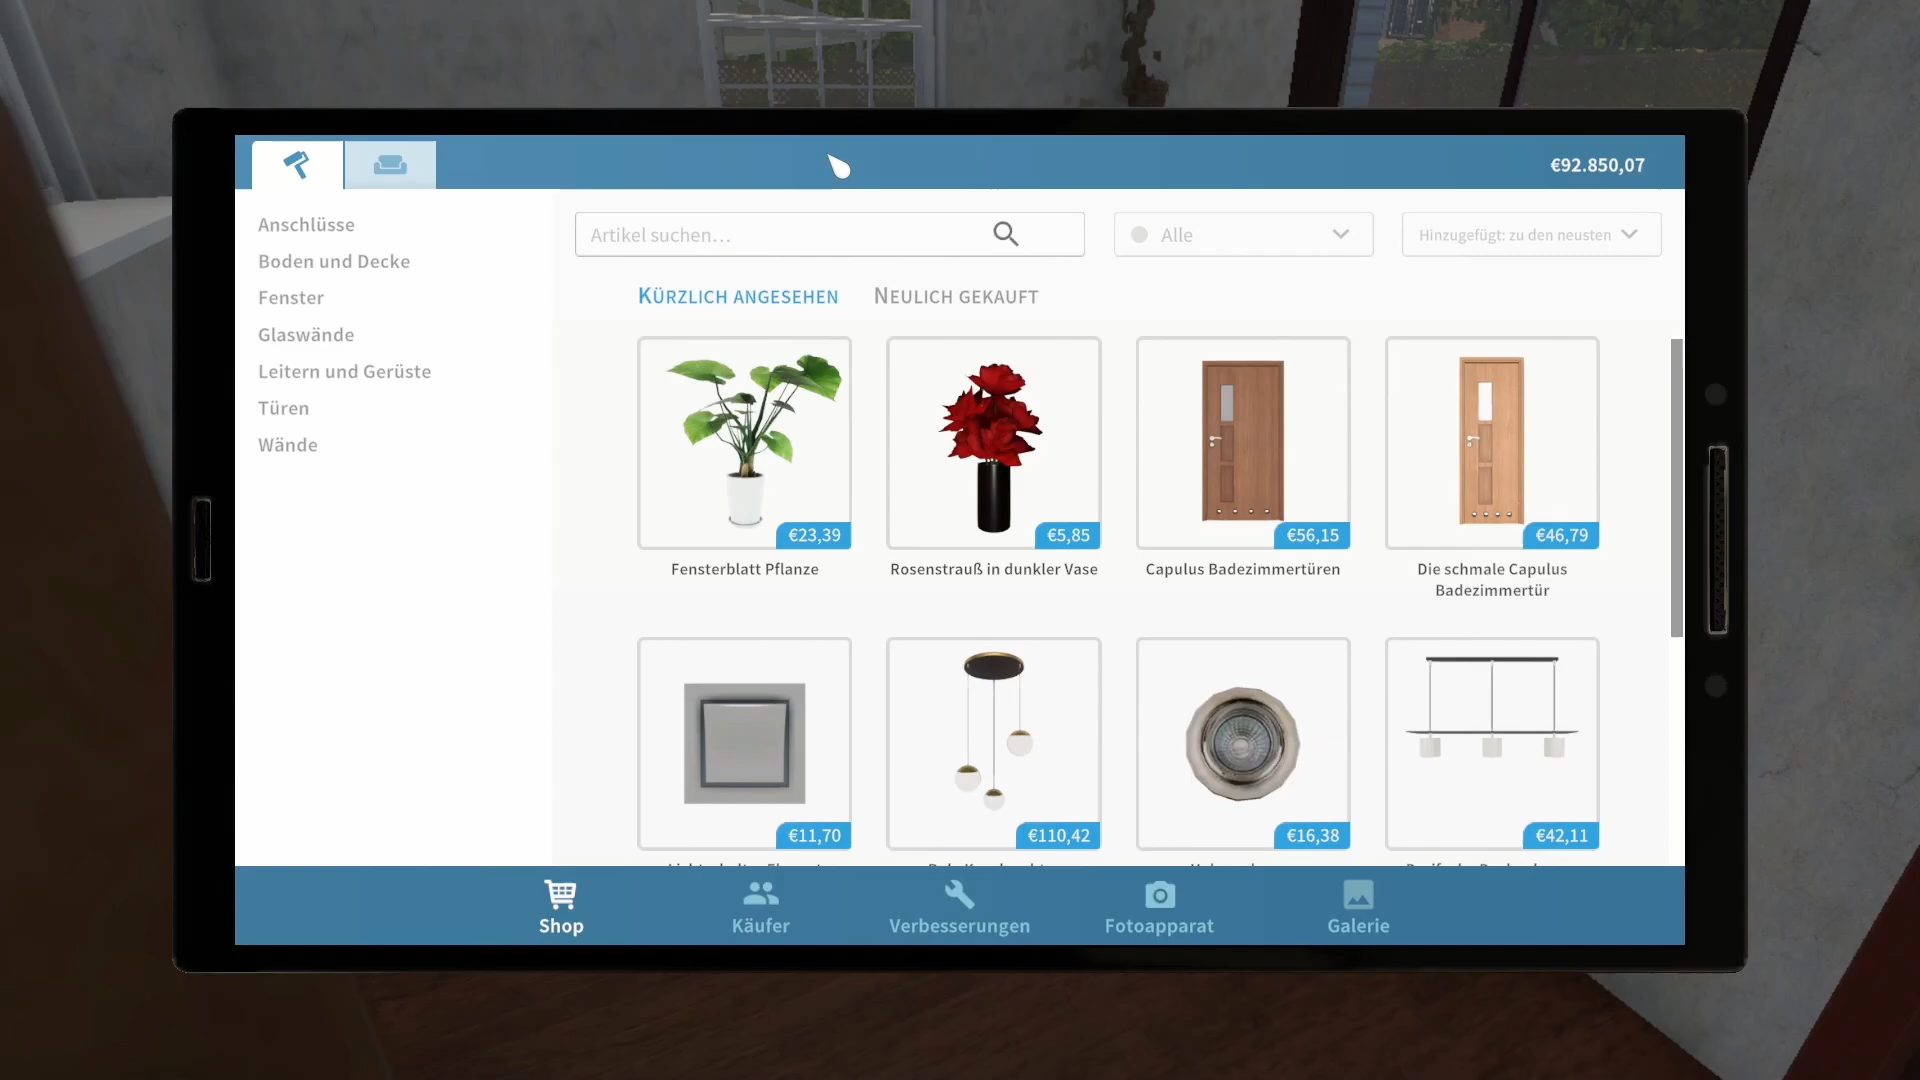 €92.850,07
Anschlüsse
Boden und Decke
Fenster
Glaswände
Leitern und Gerüste
Türen
Wände
Artikel suchen...
Alle
Hinzugefügt: zu den neusten
KÜRZLICH ANGESEHEN
NEULICH GEKAUFT
€23,39
€5,85
€56,15
€46,79
Fensterblatt Pflanze
Rosenstrauß in dunkler Vase
Capulus Badezimmertüren
Die schmale Capulus
Badezimmertür
€11,70
€110,42
€16,38
€42,11
Shop
Käufer
Verbesserungen
Fotoapparat
Galerie